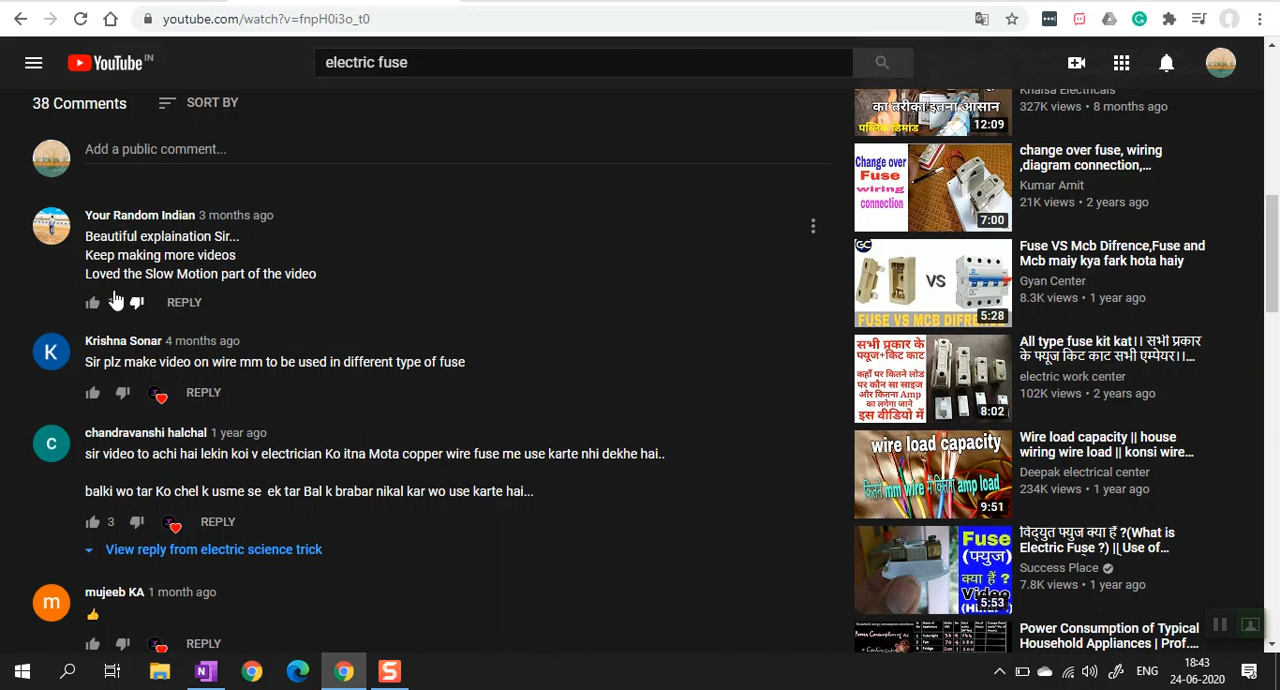 youtube.com/watch?v=fnpH0i3o_t0
YouTube IN
electric fuse
38 Comments
SORT BY
Add a public comment...
Your Random Indian 3 months ago
Beautiful explaination Sir...
Keep making more videos
Loved the Slow Motion part of the video
REPLY
Krishna Sonar 4 months ago
Sir plz make video on wire mm to be used in different type of fuse
REPLY
chandravanshi halchal 1 year ago
sir video to achi hai lekin koi v electrician Ko itna Mota copper wire fuse me use karte nhi dekhe hai..
balki wo tar Ko chel k usme se ek tar Bal k brabar nikal kar wo use karte hai...
3 REPLY
View reply from electric science trick
mujeeb KA 1 month ago
👍
REPLY
का तरीका इतना आसान
पब्लिक डिमांड
12:09
Khalsa Electricals
327K views • 8 months ago
Change over
Fuse
wiring
connection
7:00
change over fuse, wiring
,diagram connection,...
Kumar Amit
21K views • 2 years ago
GC
VS
FUSE VS MCB DIFRENCE
5:28
Fuse VS Mcb Difrence,Fuse and
Mcb maiy kya fark hota haiy
Gyan Center
8.3K views • 1 year ago
सभी प्रकार के
फ्यूज+किट काट
कहाँ पर कितने लोड
पर कौन सा साइज
और कितना Amp
का लगेगा जाने
इस वीडियो में
8:02
All type fuse kit kat।। सभी प्रकार
के फ्यूज किट काट सभी एम्पेयर।।...
electric work center
102K views • 2 years ago
wire load capacity
कितने mm wire मे कितना amp load
9:51
Wire load capacity || house
wiring wire load || konsi wire...
Deepak electrical center
234K views • 1 year ago
Fuse
(फ्युज)
क्या हैं ?
Video
(Hindi)
5:53
विद्युत फ्युज क्या हैं ?(What is
Electric Fuse ?) || Use of...
Success Place
7.8K views • 1 year ago
Power Consumption of Typical
Household Appliances | Prof...
ENG
18:43
24-06-2020